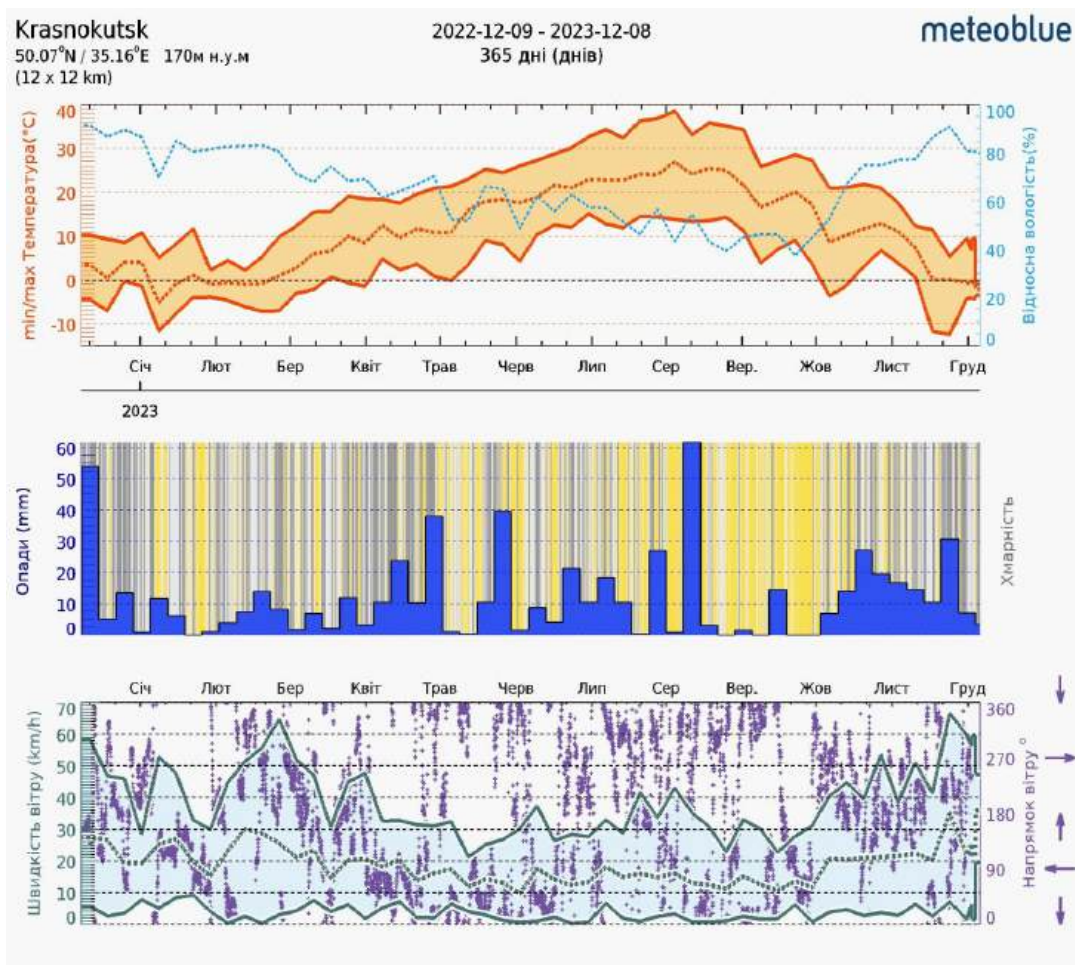 Krasnokutsk
50.07°N / 35.16°E 170м н.у.м
(12 x 12 km)
2022-12-09 - 2023-12-08
365 дні (днів)
meteoblue
min/max Температура(°C)
40
30
20
10
0
-10
100
80
60
40
20
0
Відносна вологість(%)
Січ Лют Бер Квіт Трав Черв Лип Сер Вер. Жов Лист Груд
2023
Опади (mm)
60
50
40
30
20
10
0
Хмарність
Січ Лют Бер Квіт Трав Черв Лип Сер Вер. Жов Лист Груд
Швидкість вітру (km/h)
70
60
50
40
30
20
10
0
360
270
180
90
0
Напрямок вітру °